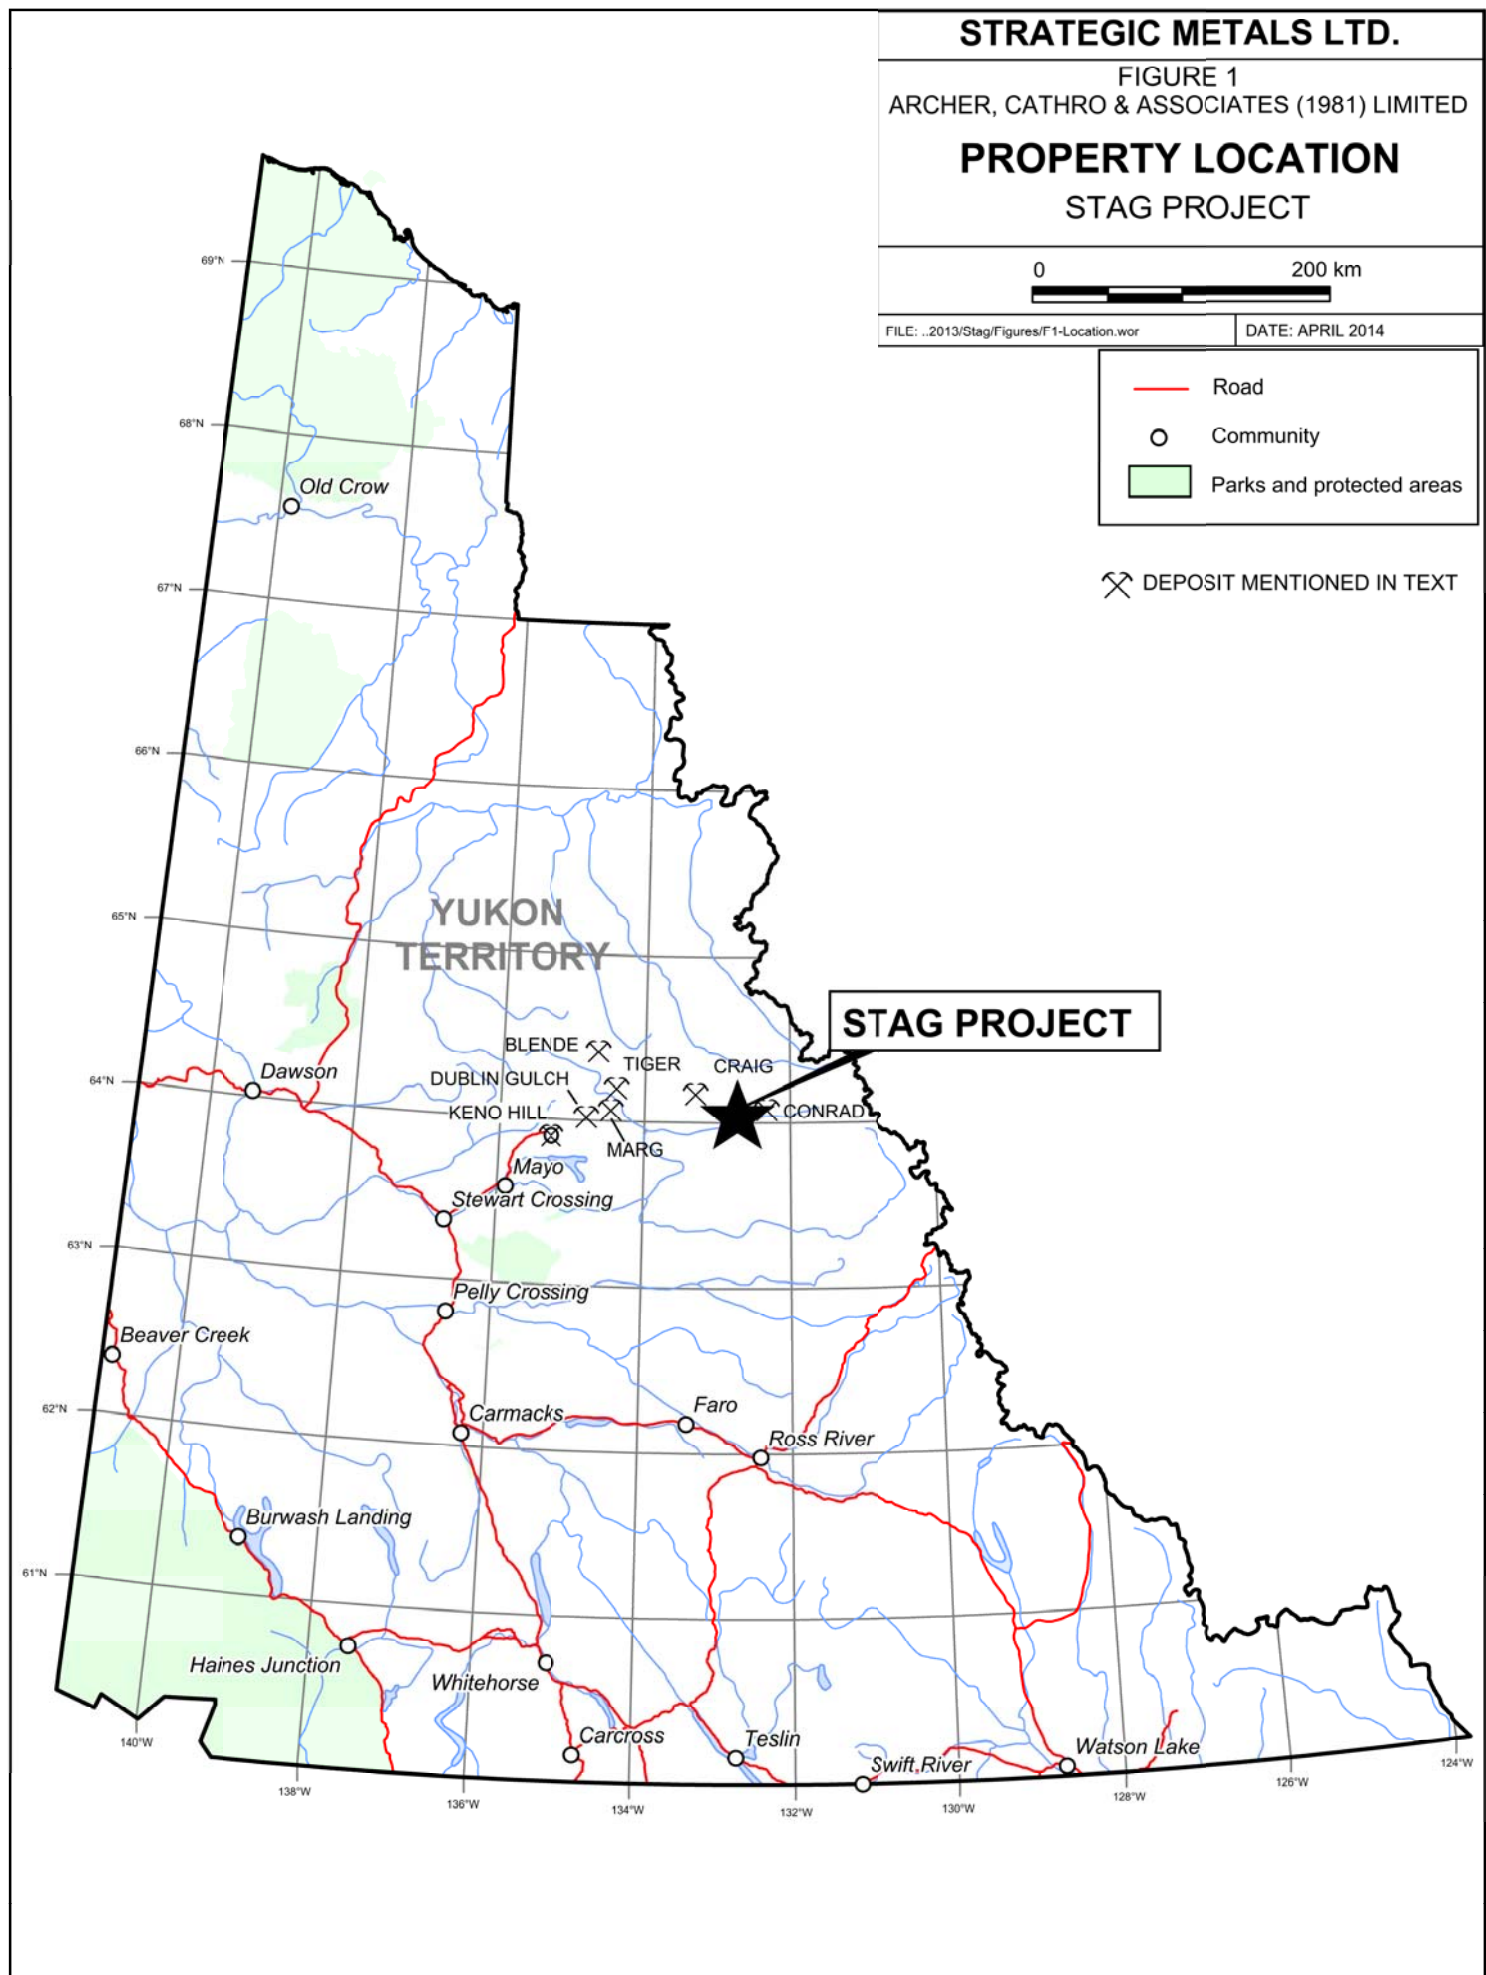 STRATEGIC METALS LTD.
FIGURE 1
ARCHER, CATHRO & ASSOCIATES (1981) LIMITED
PROPERTY LOCATION
STAG PROJECT
0 200 km
FILE: ..2013/Stag/Figures/F1-Location.wor DATE: APRIL 2014
Road
Community
Parks and protected areas
DEPOSIT MENTIONED IN TEXT
69°N
68°N
Old Crow
67°N
66°N
65°N
YUKON
TERRITORY
STAG PROJECT
BLENDE
TIGER
CRAIG
64°N
Dawson
DUBLIN GULCH
KENO HILL
CONRAD
MARG
Mayo
Stewart Crossing
63°N
Pelly Crossing
Beaver Creek
62°N
Carmacks
Faro
Ross River
Burwash Landing
61°N
Haines Junction
Whitehorse
Carcross
Teslin
Swift River
Watson Lake
140°W
138°W
136°W
134°W
132°W
130°W
128°W
126°W
124°W